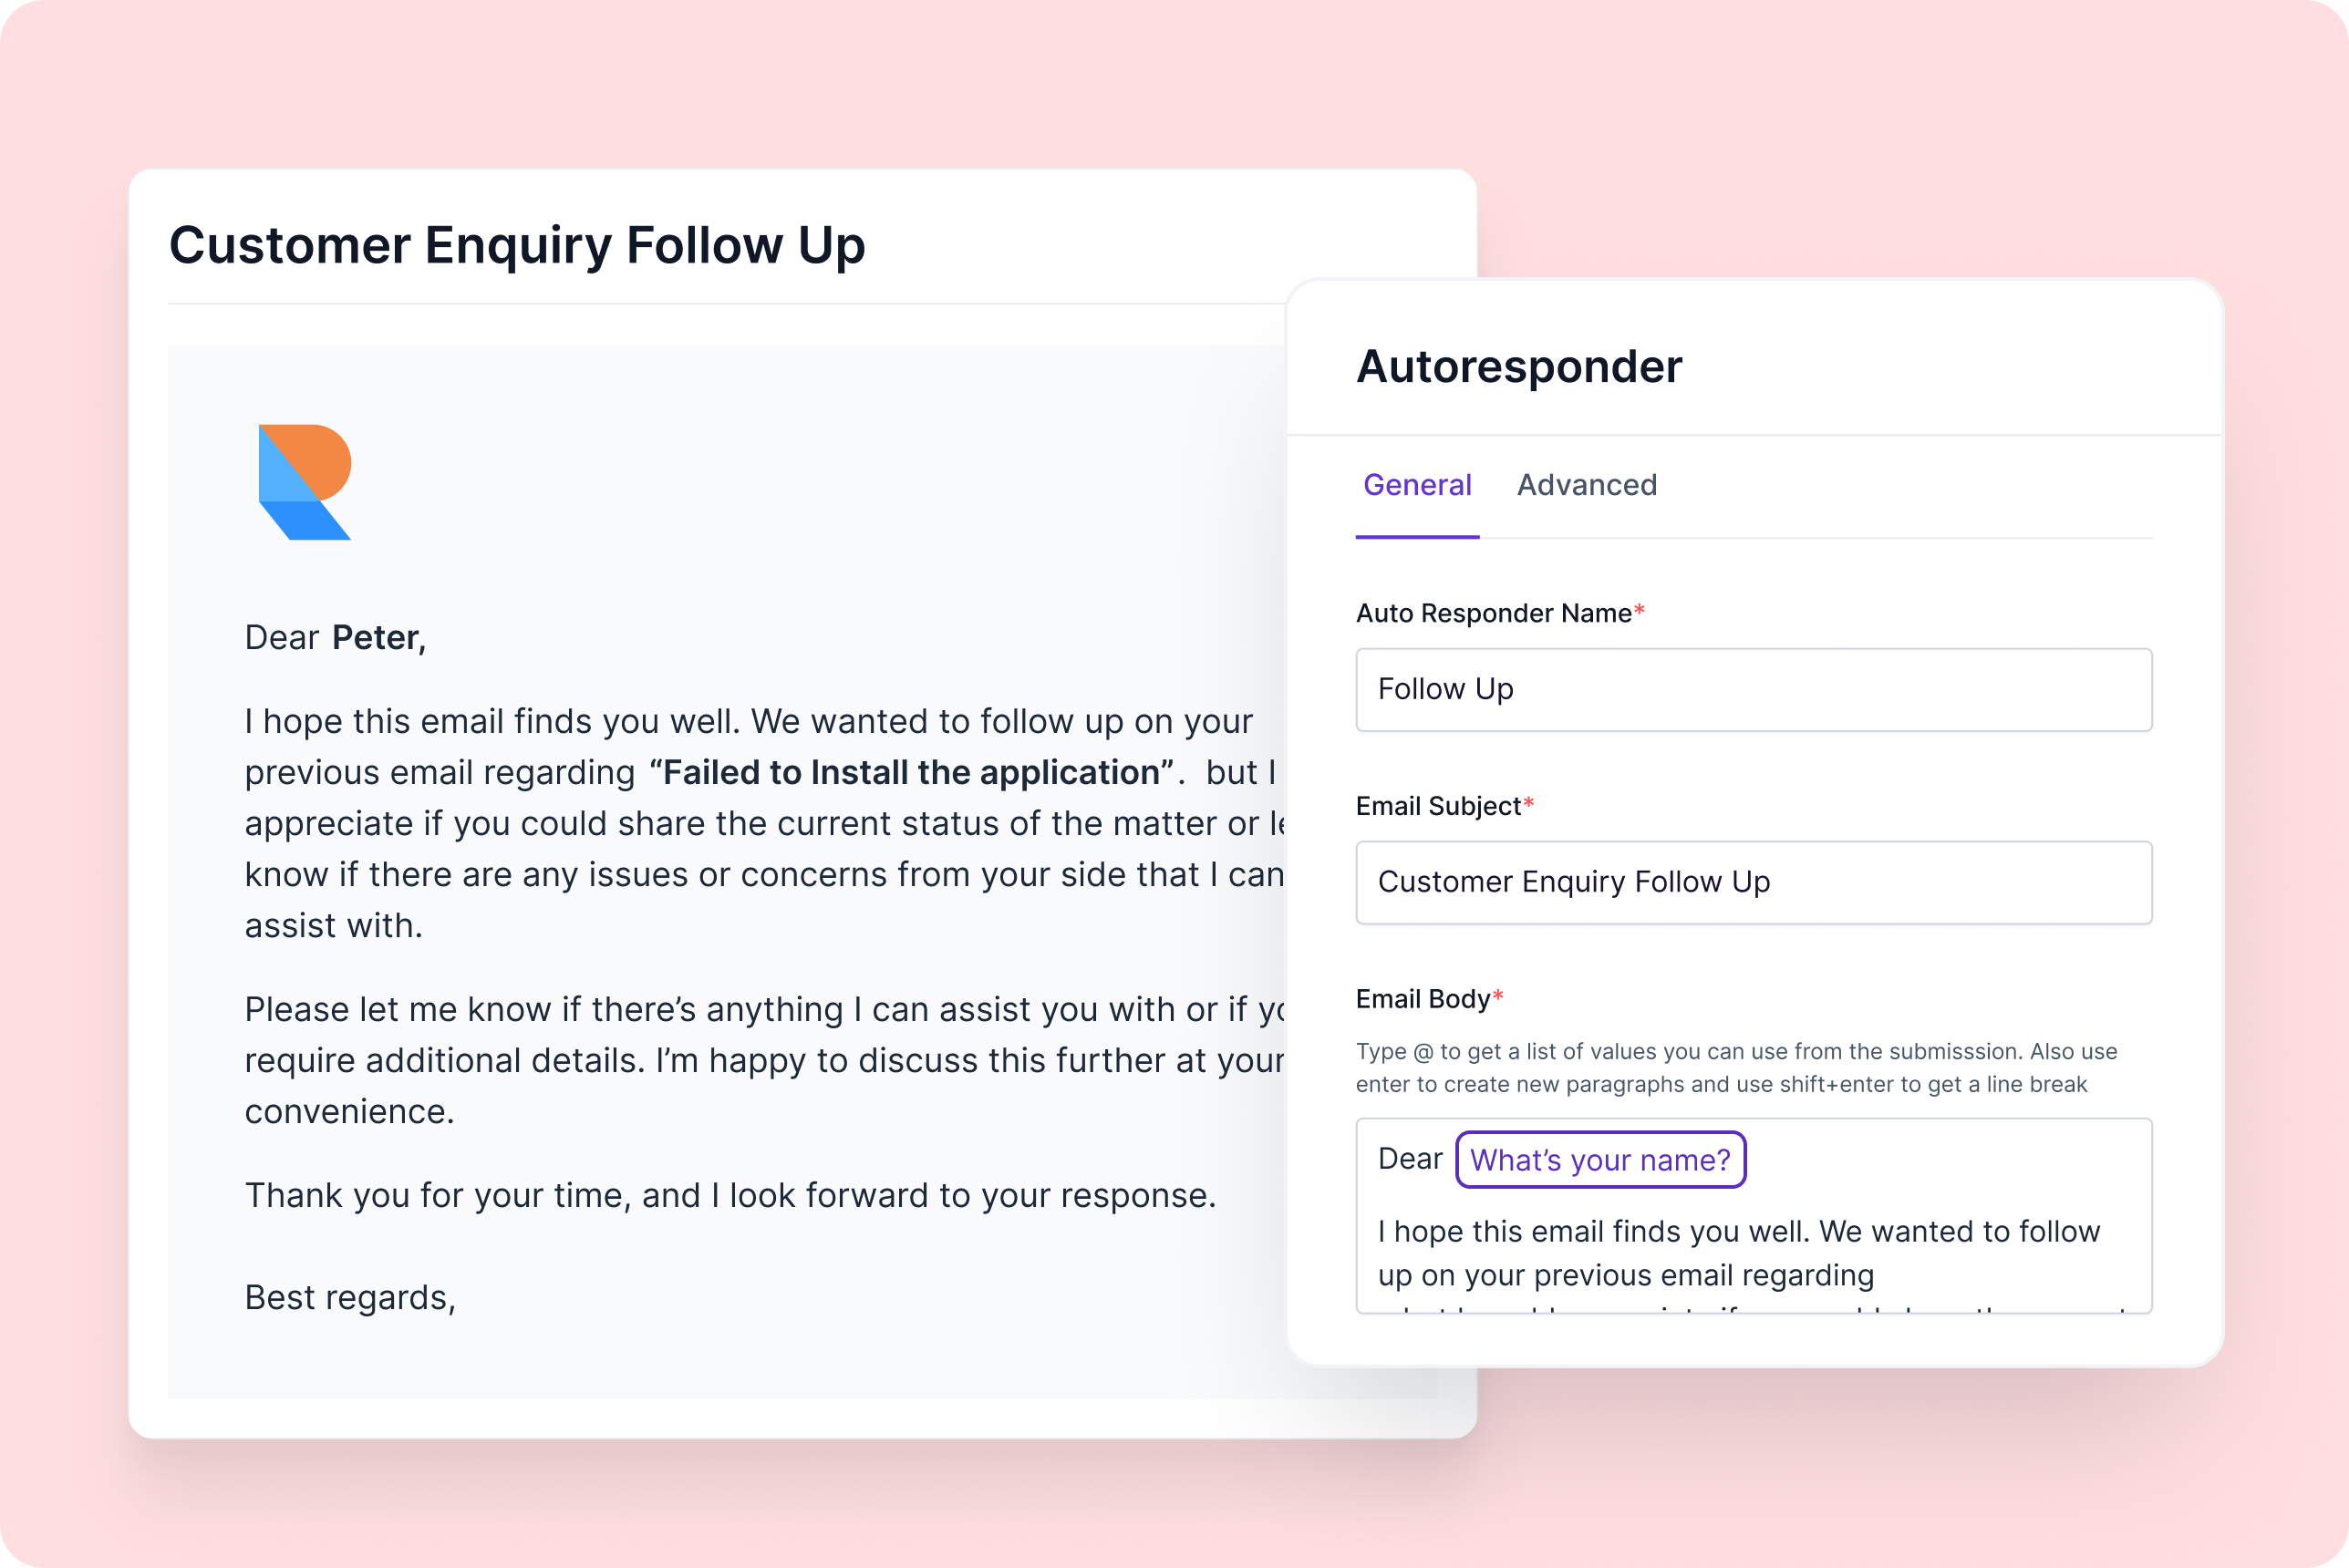 Customer Enquiry Follow Up
Dear Peter,
I hope this email finds you well. We wanted to follow up on your
previous email regarding “Failed to Install the application”. but I
appreciate if you could share the current status of the matter or
know if there are any issues or concerns from your side that I can
assist with.
Please let me know if there’s anything I can assist you with or if
require additional details. I’m happy to discuss this further at your
convenience.
Thank you for your time, and I look forward to your response.
Best regards,
Autoresponder
General Advanced
Auto Responder Name*
Follow Up
Email Subject*
Customer Enquiry Follow Up
Email Body*
Type @ to get a list of values you can use from the submisssion. Also use
enter to create new paragraphs and use shift+enter to get a line break
Dear What’s your name?
I hope this email finds you well. We wanted to follow
up on your previous email regarding